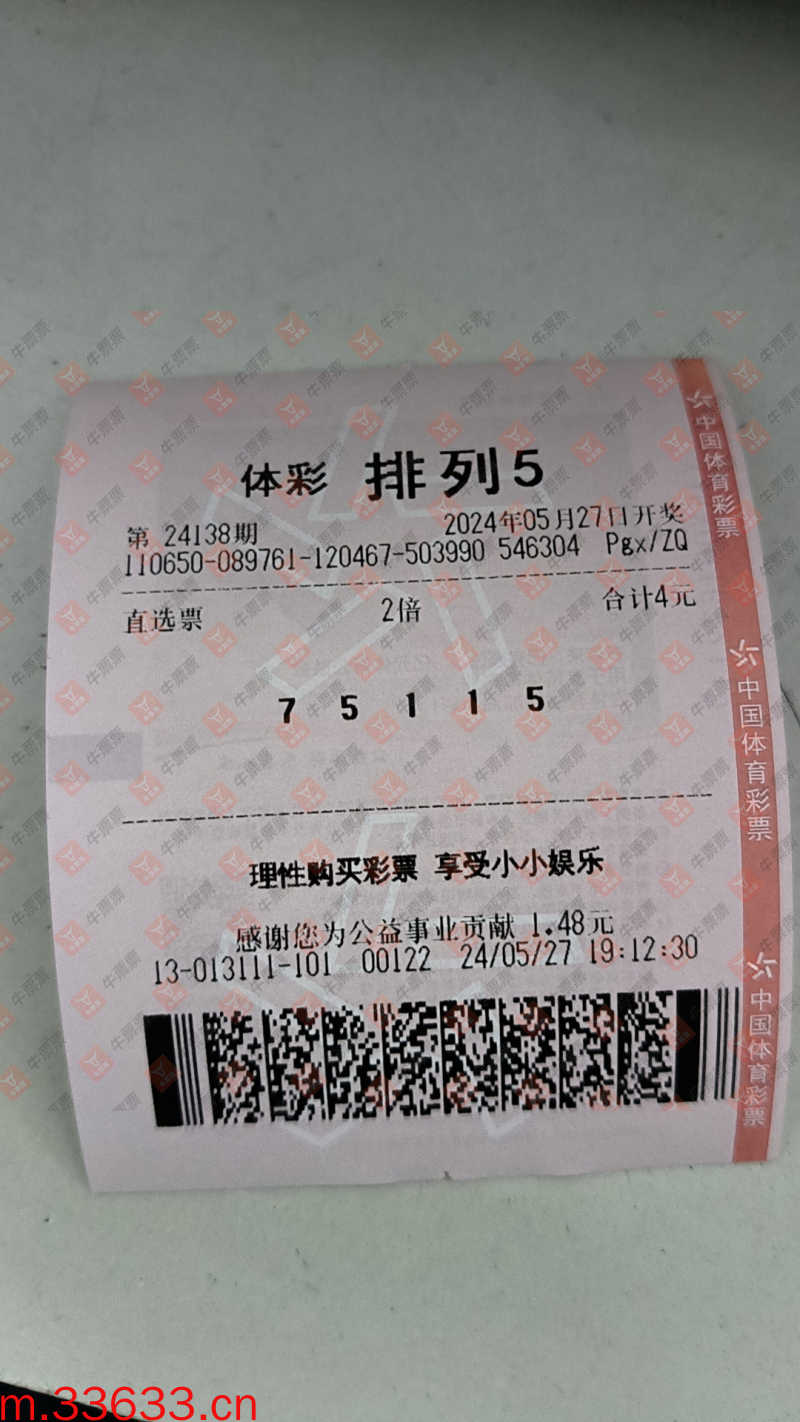 体彩 排列5
第 24138期 2024年05月27日开奖
110650-089761-120467-503990 546304 Pgx/ZQ
直选票 2倍 合计4元
7 5 1 1 5
理性购买彩票 享受小小娱乐
感谢您为公益事业贡献 1.48元
13-013111-101 00122 24/05/27 19:12:30
中国体育彩票
中国体育彩票
中国体育彩票
牛票票
m.33633.cn